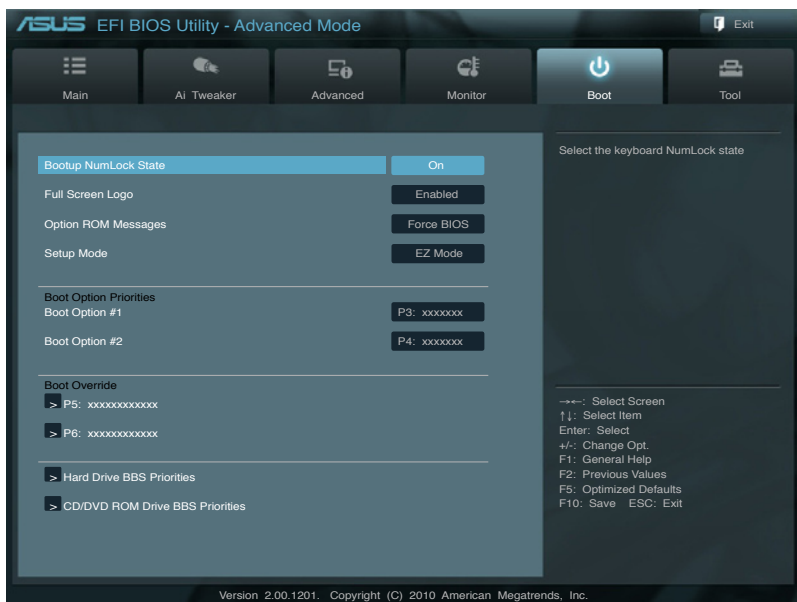 ASUS EFI BIOS Utility - Advanced Mode
Exit
Main
Ai Tweaker
Advanced
Monitor
Boot
Tool
Bootup NumLock State On
Full Screen Logo Enabled
Option ROM Messages Force BIOS
Setup Mode EZ Mode
Boot Option Priorities
Boot Option #1 P3: xxxxxxx
Boot Option #2 P4: xxxxxxx
Boot Override
> P5: xxxxxxxxxxxx
> P6: xxxxxxxxxxxx
> Hard Drive BBS Priorities
> CD/DVD ROM Drive BBS Priorities
Select the keyboard NumLock state
→←: Select Screen
↑↓: Select Item
Enter: Select
+/-: Change Opt.
F1: General Help
F2: Previous Values
F5: Optimized Defaults
F10: Save ESC: Exit
Version 2.00.1201. Copyright (C) 2010 American Megatrends, Inc.